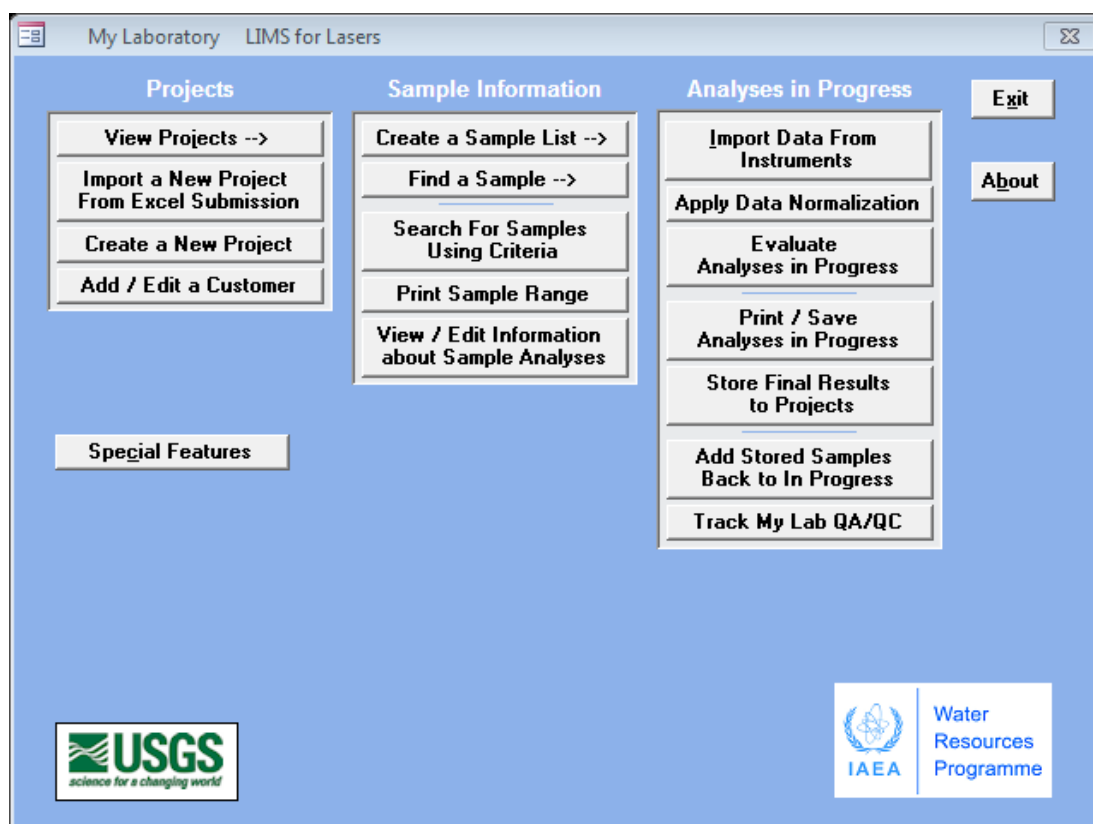 My Laboratory LIMS for Lasers
Projects
View Projects -->
Import a New Project
From Excel Submission
Create a New Project
Add / Edit a Customer
Special Features
Sample Information
Create a Sample List -->
Find a Sample -->
Search For Samples
Using Criteria
Print Sample Range
View / Edit Information
about Sample Analyses
Analyses in Progress
Import Data From
Instruments
Apply Data Normalization
Evaluate
Analyses in Progress
Print / Save
Analyses in Progress
Store Final Results
to Projects
Add Stored Samples
Back to In Progress
Track My Lab QA/QC
Exit
About
USGS
science for a changing world
IAEA
Water
Resources
Programme